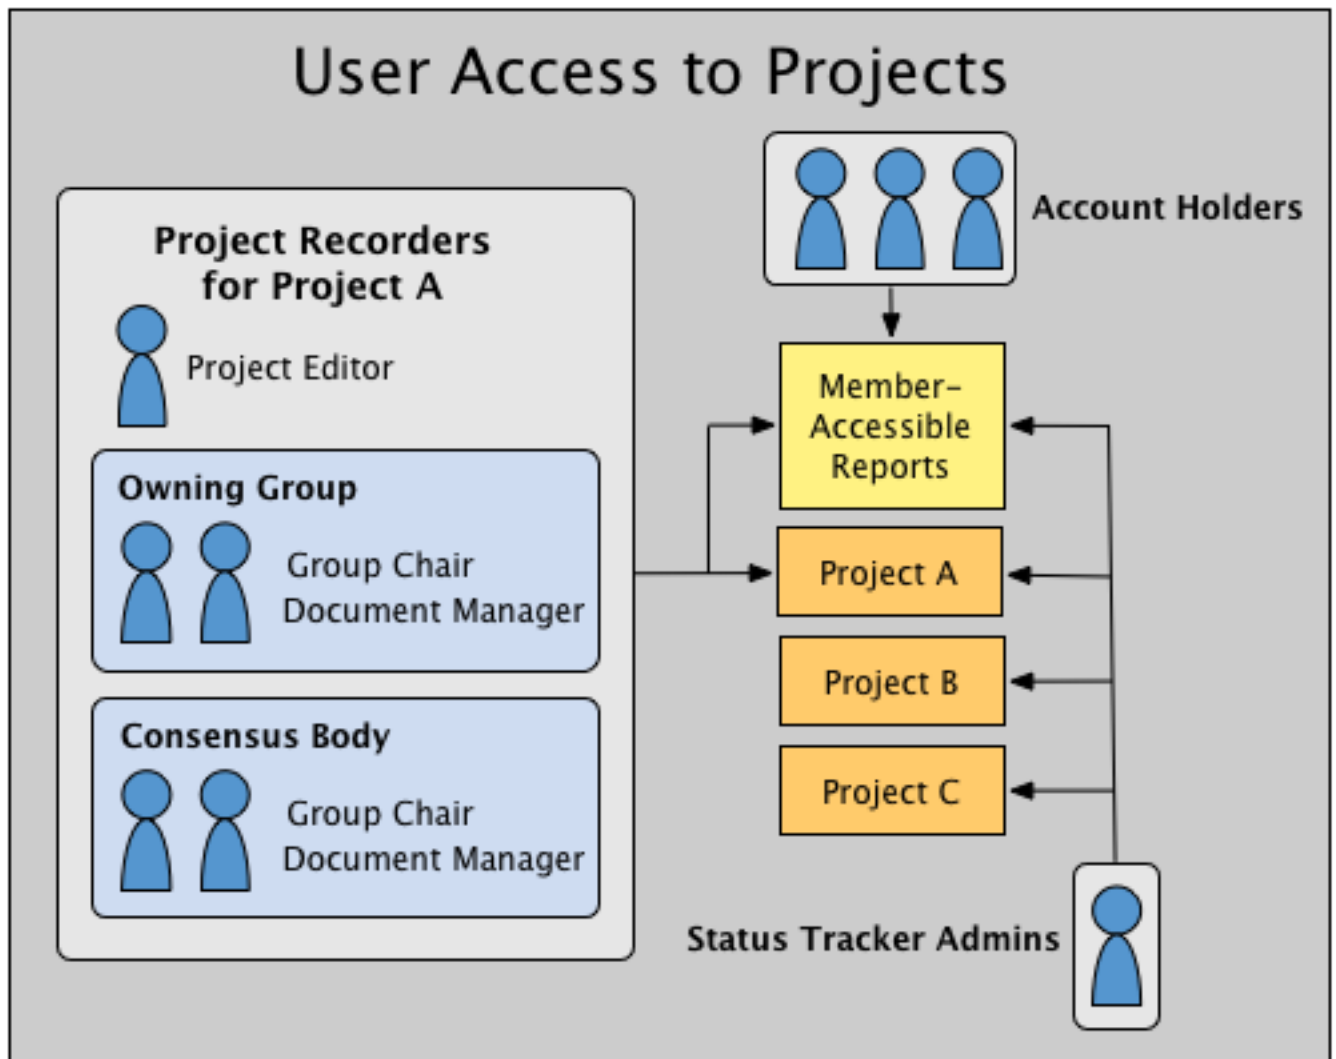 User Access to Projects
Account Holders
Project Recorders
for Project A
Project Editor
Owning Group
Group Chair
Document Manager
Consensus Body
Group Chair
Document Manager
Member-
Accessible
Reports
Project A
Project B
Project C
Status Tracker Admins